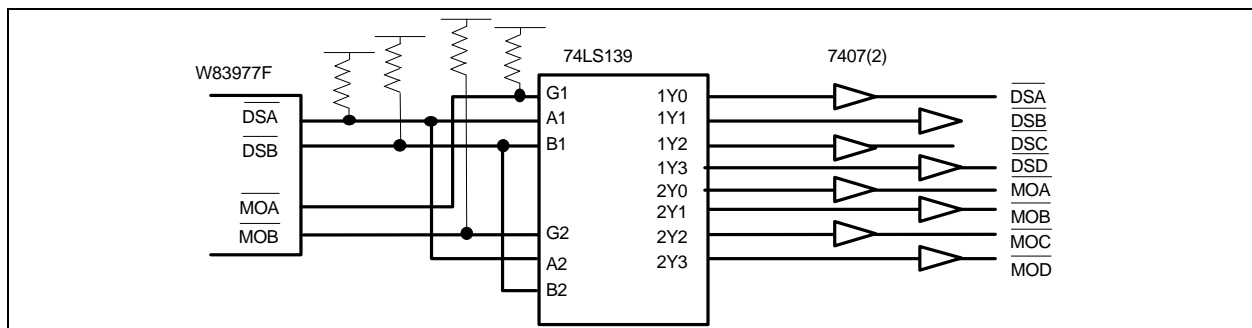 74LS139
7407(2)
W83977F
DSA
DSB
MOA
MOB
G1
A1
B1
G2
A2
B2
1Y0
1Y1
1Y2
1Y3
2Y0
2Y1
2Y2
2Y3
DSA
DSB
DSC
DSD
MOA
MOB
MOC
MOD